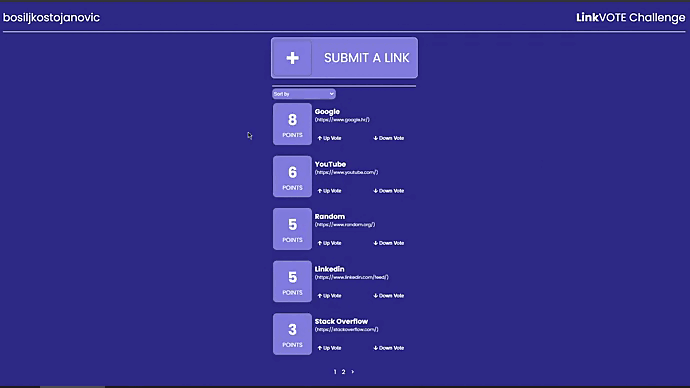 bosiljkostojanovic
LinkVOTE Challenge
+ SUBMIT A LINK
Sort by
8
POINTS
Google
(https://www.google.hr/)
↑ Up Vote ↓ Down Vote
6
POINTS
YouTube
(https://www.youtube.com/)
↑ Up Vote ↓ Down Vote
5
POINTS
Random
(https://www.random.org/)
↑ Up Vote ↓ Down Vote
5
POINTS
Linkedin
(https://www.linkedin.com/feed/)
↑ Up Vote ↓ Down Vote
3
POINTS
Stack Overflow
(https://stackoverflow.com/)
↑ Up Vote ↓ Down Vote
1 2 >